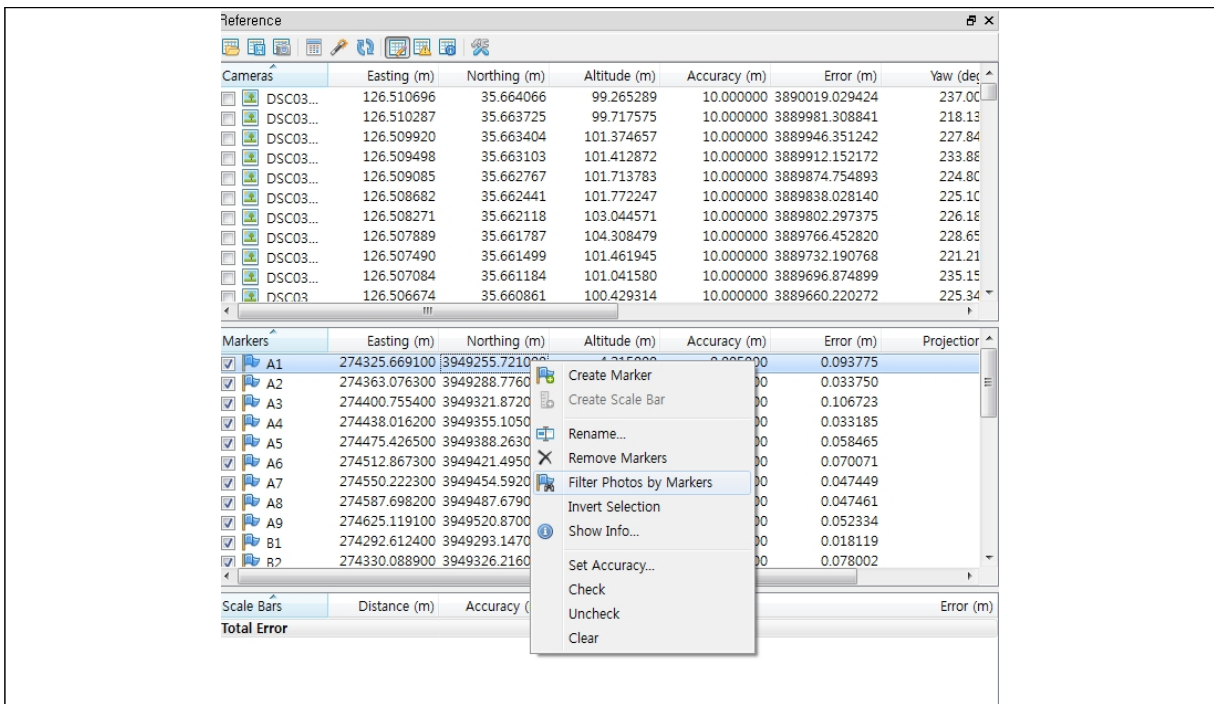 Reference
Cameras Easting (m) Northing (m) Altitude (m) Accuracy (m) Error (m) Yaw (deg
DSC03... 126.510696 35.664066 99.265289 10.000000 3890019.029424 237.00
DSC03... 126.510287 35.663725 99.717575 10.000000 3889981.308841 218.13
DSC03... 126.509920 35.663404 101.374657 10.000000 3889946.351242 227.84
DSC03... 126.509498 35.663103 101.412872 10.000000 3889912.152172 233.88
DSC03... 126.509085 35.662767 101.713783 10.000000 3889874.754893 224.80
DSC03... 126.508682 35.662441 101.772247 10.000000 3889838.028140 225.10
DSC03... 126.508271 35.662118 103.044571 10.000000 3889802.297375 226.18
DSC03... 126.507889 35.661787 104.308479 10.000000 3889766.452820 228.65
DSC03... 126.507490 35.661499 101.461945 10.000000 3889732.190768 221.21
DSC03... 126.507084 35.661184 101.041580 10.000000 3889696.874899 235.15
DSC03 126.506674 35.660861 100.429314 10.000000 3889660.220272 225.34
Markers Easting (m) Northing (m) Altitude (m) Accuracy (m) Error (m) Projection
A1 274325.669100 3949255.721000 0.093775
A2 274363.076300 3949288.7760 00 0.033750
A3 274400.755400 3949321.8720 00 0.106723
A4 274438.016200 3949355.1050 00 0.033185
A5 274475.426500 3949388.2630 00 0.058465
A6 274512.867300 3949421.4950 00 0.070071
A7 274550.222300 3949454.5920 00 0.047449
A8 274587.698200 3949487.6790 00 0.047461
A9 274625.119100 3949520.8700 00 0.052334
B1 274292.612400 3949293.1470 00 0.018119
B2 274330.088900 3949326.2160 00 0.078002
Create Marker
Create Scale Bar
Rename...
Remove Markers
Filter Photos by Markers
Invert Selection
Show Info...
Set Accuracy...
Check
Uncheck
Clear
Scale Bars Distance (m) Accuracy ( Error (m)
Total Error